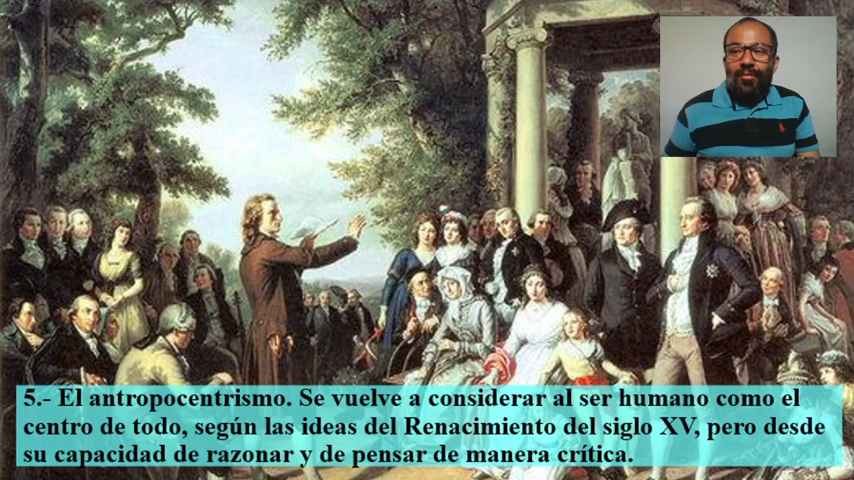 5.- El antropocentrismo. Se vuelve a considerar al ser humano como el
centro de todo, según las ideas del Renacimiento del siglo XV, pero desde
su capacidad de razonar y de pensar de manera crítica.